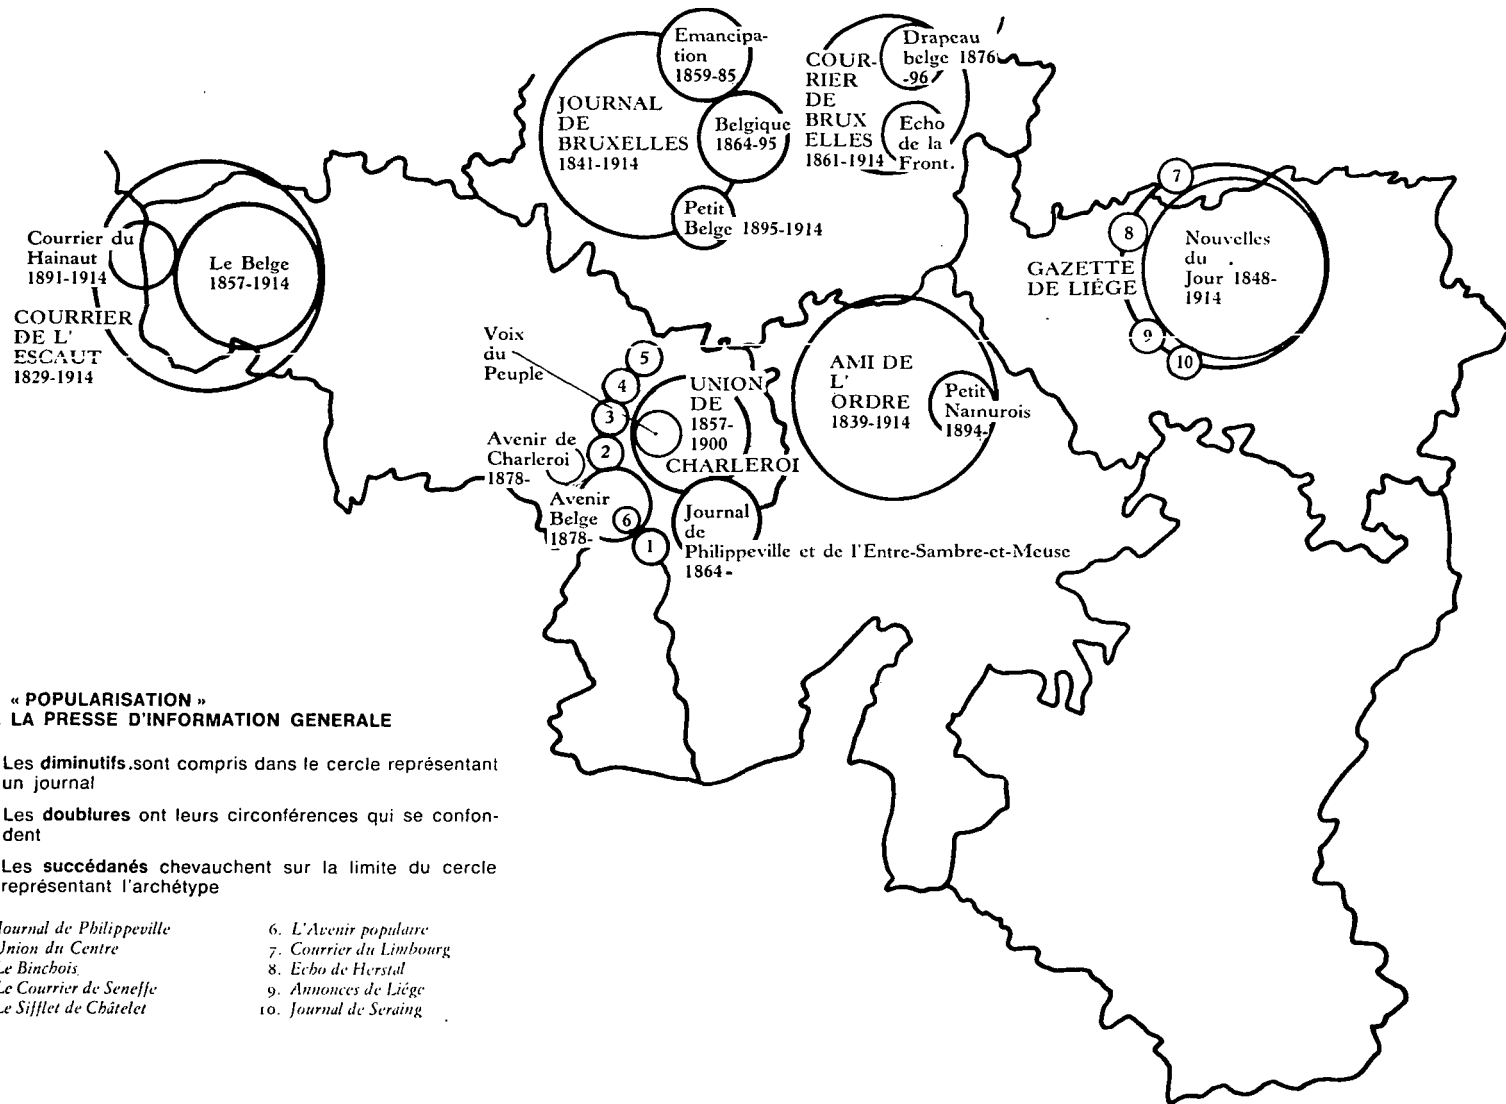 Emancipa-
tion
1859-85
JOURNAL
DE
BRUXELLES
1841-1914
Belgique
1864-95
Petit
Belge 1895-1914
Drapeau
belge 1876
-96
COUR-
RIER
DE
BRUX
ELLES
1861-1914
Echo
de la
Front.
Courrier du
Hainaut
1891-1914
Le Belge
1857-1914
COURRIER
DE L'
ESCAUT
1829-1914
7
8
Nouvelles
du
Jour 1848-
1914
GAZETTE
DE LIÉGE
9
10
Voix
du
Peuple
5
4
3
2
UNION
DE
1857-
1900
CHARLEROI
AMI DE
L'
ORDRE
1839-1914
Petit
Namurois
1894-
Avenir de
Charleroi
1878-
Avenir
Belge
1878-
6
1
Journal
de
Philippeville et de l'Entre-Sambre-et-Meuse
1864-
« POPULARISATION »
LA PRESSE D'INFORMATION GENERALE
Les diminutifs.sont compris dans le cercle représentant
un journal
Les doublures ont leurs circonférences qui se confon-
dent
Les succédanés chevauchent sur la limite du cercle
représentant l'archétype
Journal de Philippeville
Union du Centre
Le Binchois
Le Courrier de Seneffe
Le Sifflet de Châtelet
6. L'Avenir populaire
7. Courrier du Limbourg
8. Echo de Herstal
9. Annonces de Liége
10. Journal de Seraing